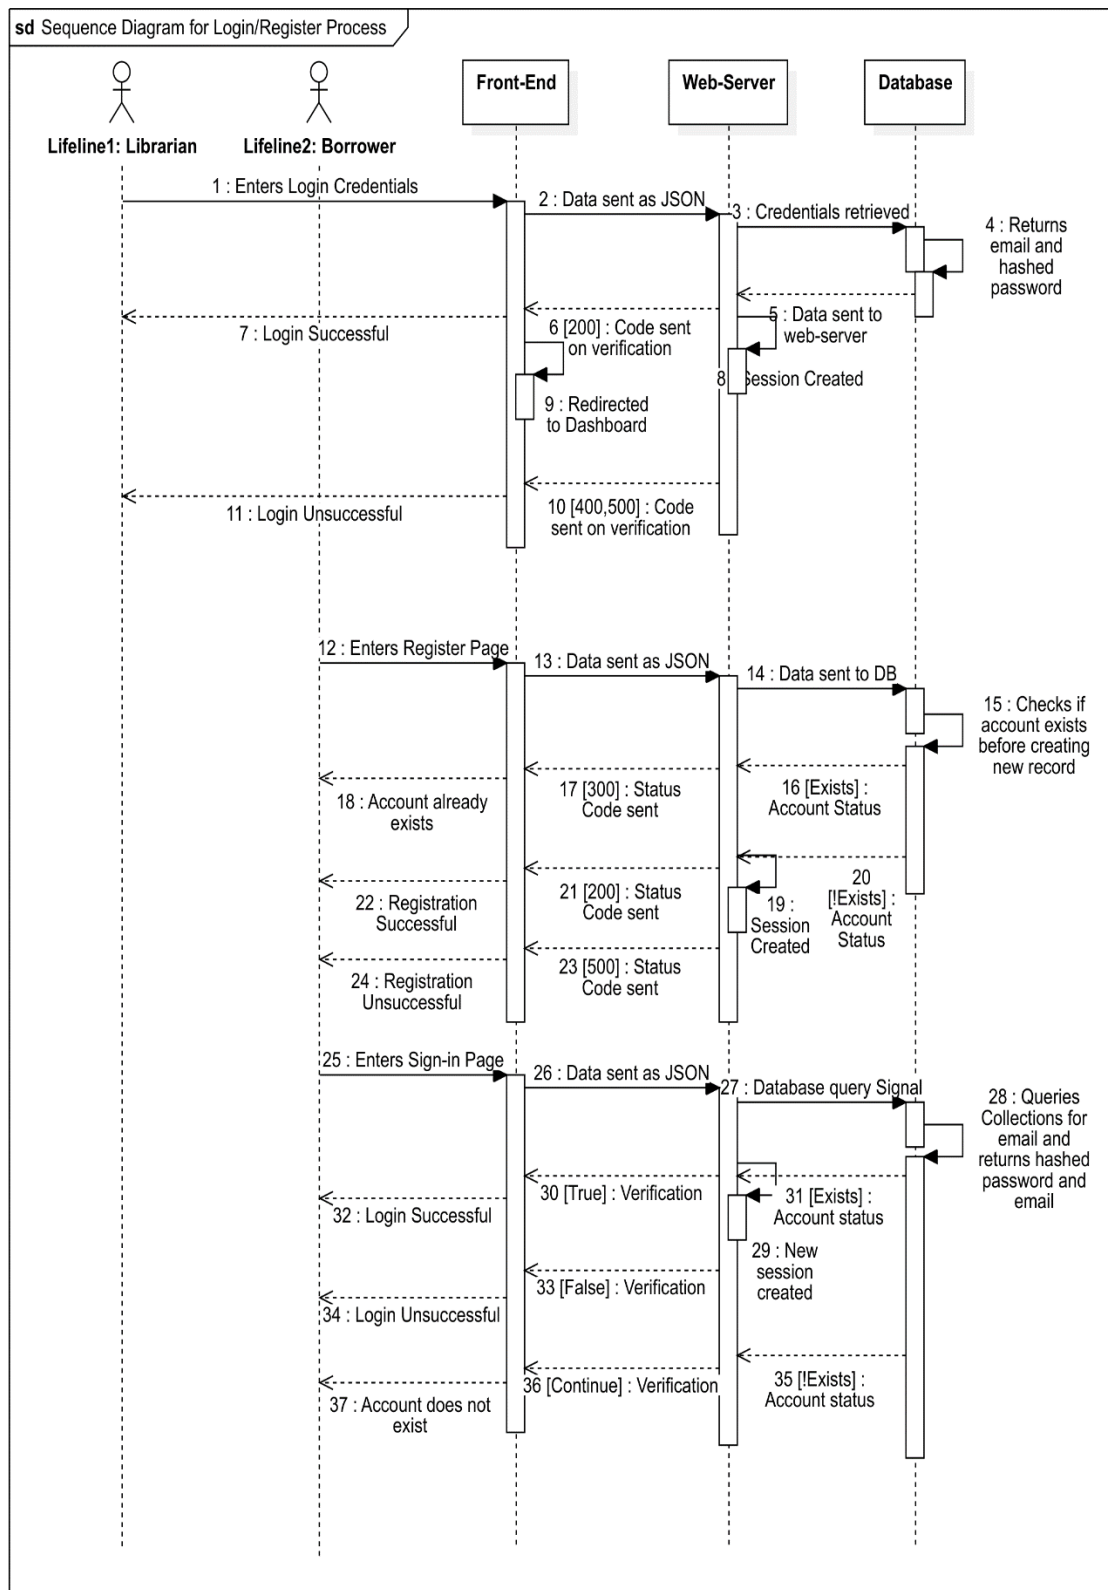 sd Sequence Diagram for Login/Register Process
Front-End
Web-Server
Database
Lifeline1: Librarian
Lifeline2: Borrower
1 : Enters Login Credentials
2 : Data sent as JSON
3 : Credentials retrieved
4 : Returns
email and
hashed
password
5 : Data sent to
web-server
6 [200] : Code sent
on verification
7 : Login Successful
8 : Session Created
9 : Redirected
to Dashboard
10 [400,500] : Code
sent on verification
11 : Login Unsuccessful
12 : Enters Register Page
13 : Data sent as JSON
14 : Data sent to DB
15 : Checks if
account exists
before creating
new record
16 [Exists] :
Account Status
17 [300] : Status
Code sent
18 : Account already
exists
20
[!Exists] :
Account
Status
19 :
Session
Created
21 [200] : Status
Code sent
22 : Registration
Successful
23 [500] : Status
Code sent
24 : Registration
Unsuccessful
25 : Enters Sign-in Page
26 : Data sent as JSON
27 : Database query Signal
28 : Queries
Collections for
email and
returns hashed
password and
email
30 [True] : Verification
31 [Exists] :
Account status
32 : Login Successful
29 : New
session
created
33 [False] : Verification
34 : Login Unsuccessful
35 [!Exists] :
Account status
36 [Continue] : Verification
37 : Account does not
exist